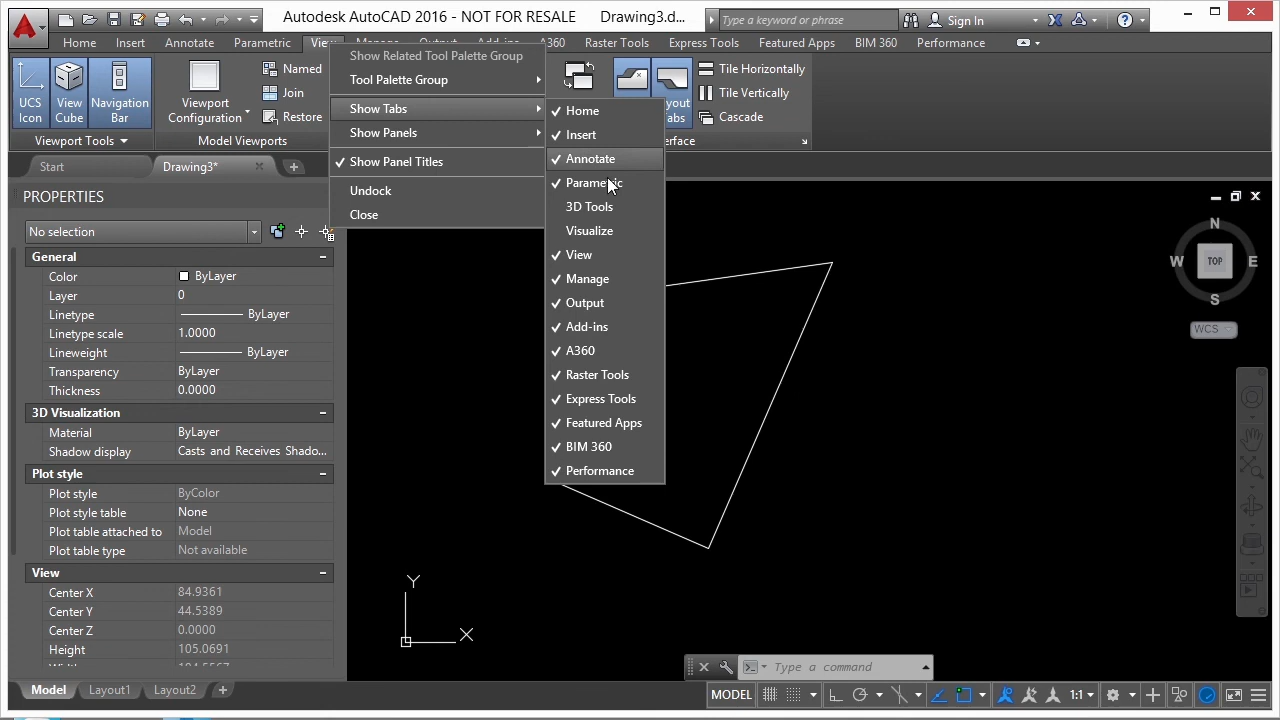 Autodesk AutoCAD 2016 - NOT FOR RESALE Drawing3.d...
Type a keyword or phrase
Sign In
Home Insert Annotate Parametric View Manage Output Add-ins A360 Raster Tools Express Tools Featured Apps BIM 360 Performance
UCS Icon
View Cube
Navigation Bar
Viewport Configuration
Named
Join
Restore
Tile Horizontally
Tile Vertically
Cascade
Viewport Tools
Model Viewports
Show Related Tool Palette Group
Tool Palette Group
Show Tabs
Show Panels
Show Panel Titles
Undock
Close
Home
Insert
Annotate
Parametric
3D Tools
Visualize
View
Manage
Output
Add-ins
A360
Raster Tools
Express Tools
Featured Apps
BIM 360
Performance
Start Drawing3*
PROPERTIES
No selection
General
Color ByLayer
Layer 0
Linetype ByLayer
Linetype scale 1.0000
Lineweight ByLayer
Transparency ByLayer
Thickness 0.0000
3D Visualization
Material ByLayer
Shadow display Casts and Receives Shado...
Plot style
Plot style ByColor
Plot style table None
Plot table attached to Model
Plot table type Not available
View
Center X 84.9361
Center Y 44.5389
Center Z 0.0000
Height 105.0691
N
W TOP E
S
WCS
Y
X
Type a command
Model Layout1 Layout2 +
MODEL 1:1